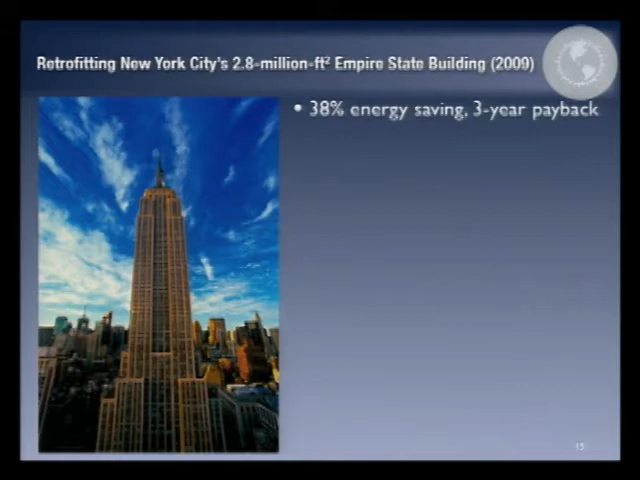 Retrofitting New York City's 2.8-million-ft² Empire State Building (2009)
• 38% energy saving, 3-year payback
15